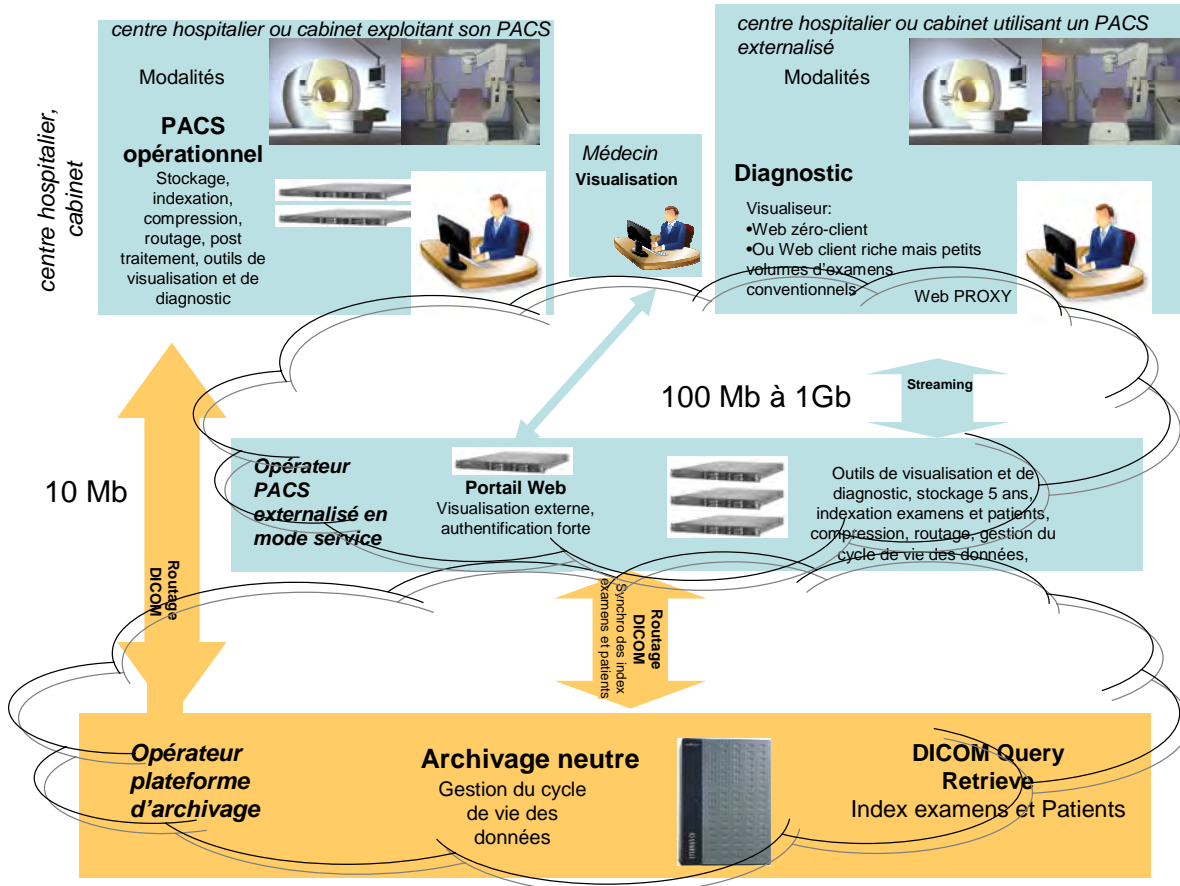 centre hospitalier ou cabinet exploitant son PACS
Modalités
PACS
opérationnel
Stockage,
indexation,
compression,
routage, post
traitement, outils de
visualisation et de
diagnostic
centre hospitalier,
cabinet
Médecin
Visualisation
centre hospitalier ou cabinet utilisant un PACS
externalisé
Modalités
Diagnostic
Visualiseur:
•Web zéro-client
•Ou Web client riche mais petits
volumes d'examens
conventionnels
Web PROXY
Streaming
100 Mb à 1Gb
10 Mb
Routage
DICOM
Opérateur
PACS
externalisé en
mode service
Portail Web
Visualisation externe,
authentification forte
Outils de visualisation et de
diagnostic, stockage 5 ans,
indexation examens et patients,
compression, routage, gestion du
cycle de vie des données,
Routage
DICOM
Synchro des index
examens et patients
Opérateur
plateforme
d'archivage
Archivage neutre
Gestion du cycle
de vie des
données
DICOM Query
Retrieve
Index examens et Patients